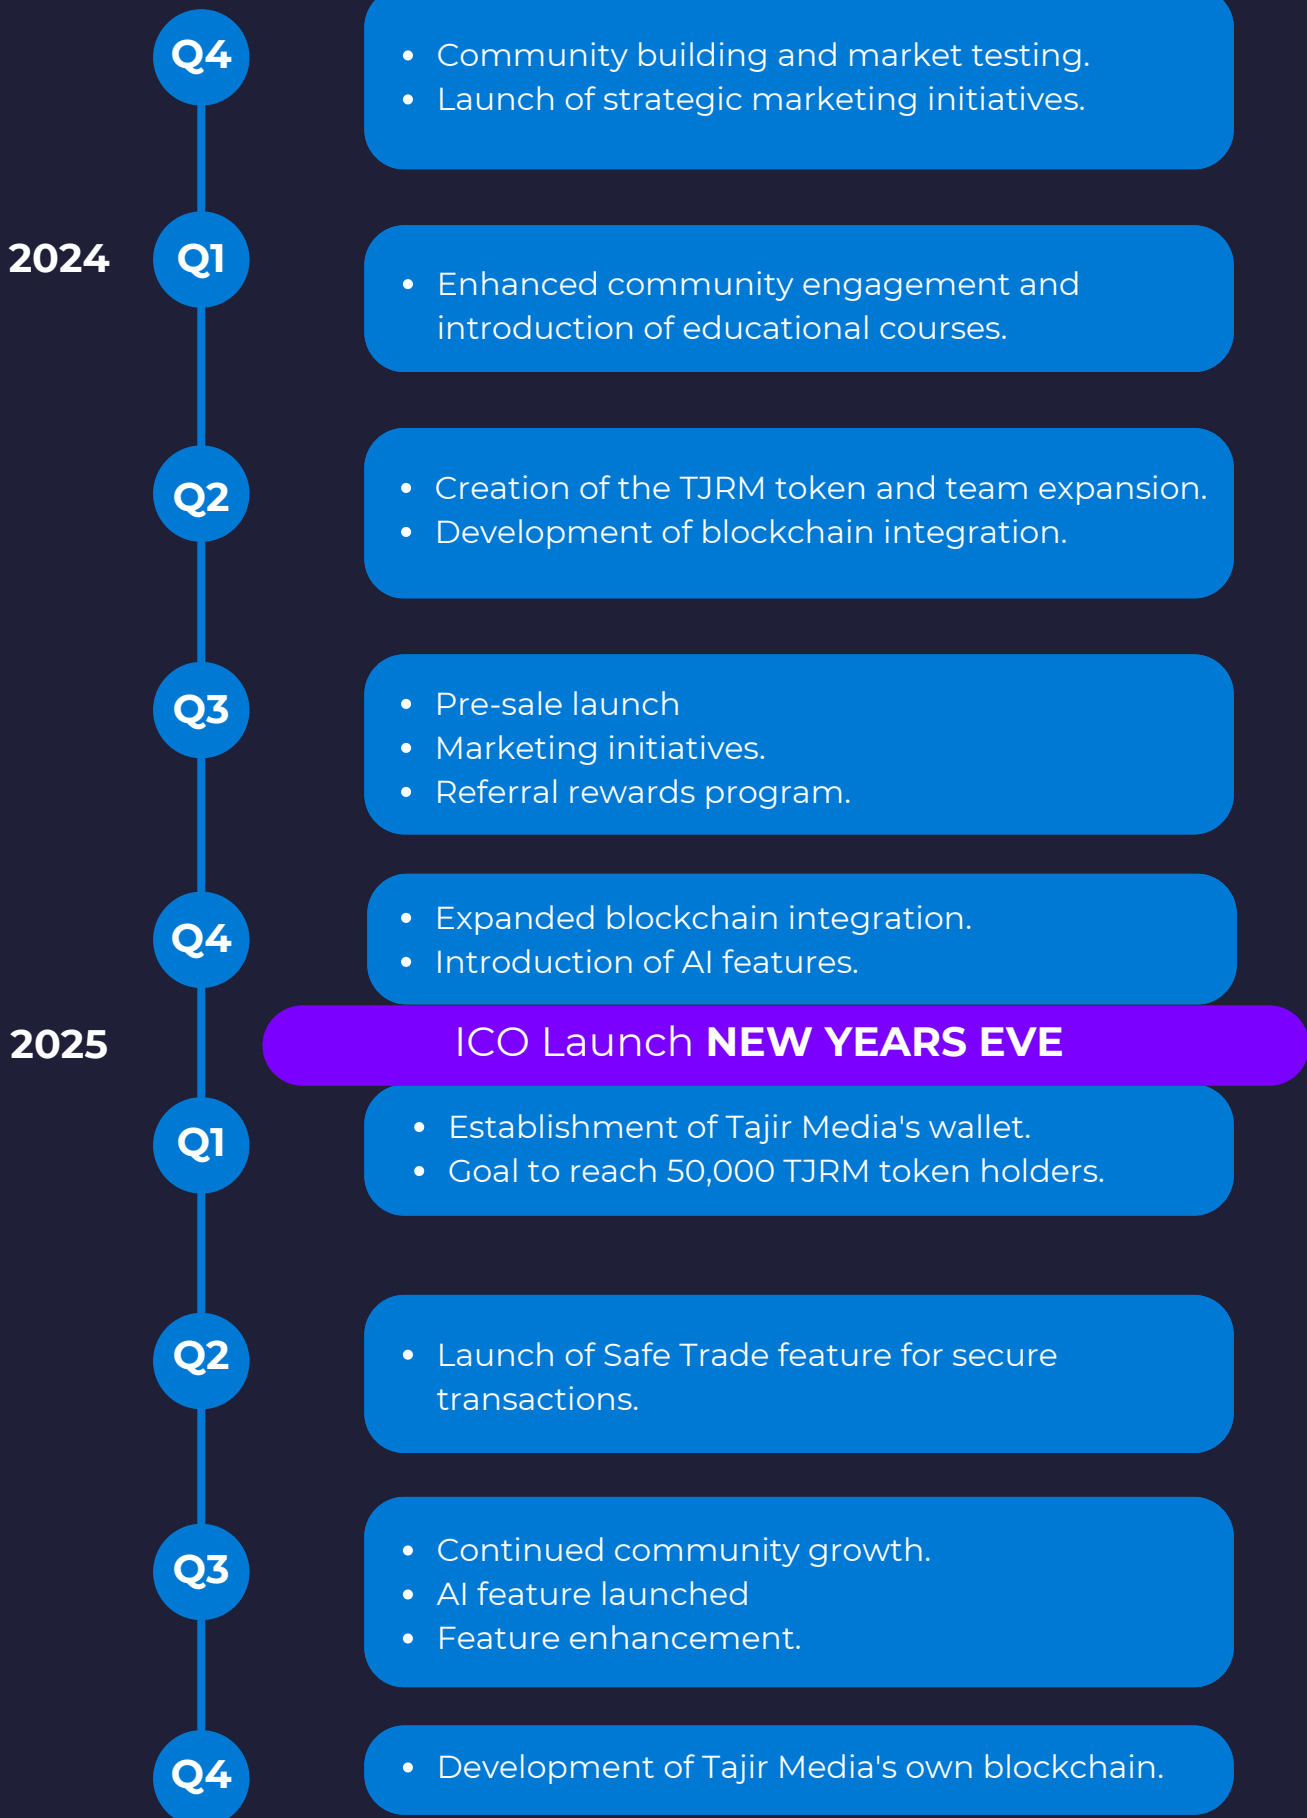 Q4
• Community building and market testing.
• Launch of strategic marketing initiatives.
2024
Q1
• Enhanced community engagement and
introduction of educational courses.
Q2
• Creation of the TJRM token and team expansion.
• Development of blockchain integration.
Q3
• Pre-sale launch
• Marketing initiatives.
• Referral rewards program.
Q4
• Expanded blockchain integration.
• Introduction of AI features.
2025
ICO Launch NEW YEARS EVE
Q1
• Establishment of Tajir Media's wallet.
• Goal to reach 50,000 TJRM token holders.
Q2
• Launch of Safe Trade feature for secure
transactions.
Q3
• Continued community growth.
• AI feature launched
• Feature enhancement.
Q4
• Development of Tajir Media's own blockchain.